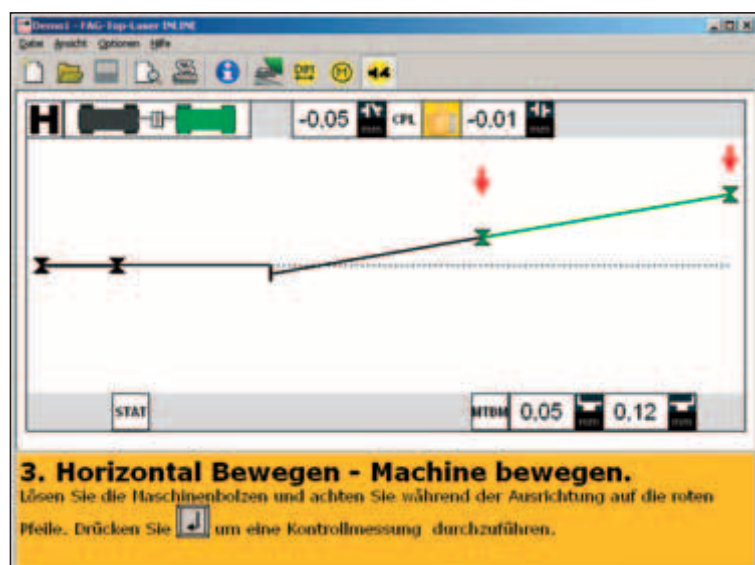 Demo1 - FAG-Top-Laser INLINE
Datei Ansicht Optionen Hilfe
H -0,05 mm CPL -0,01 mm
STAT MTBM 0,05 mm 0,12 mm
3. Horizontal Bewegen - Machine bewegen.
Lösen Sie die Maschinenbolzen und achten Sie während der Ausrichtung auf die roten
Pfeile. Drücken Sie um eine Kontrollmessung durchzuführen.